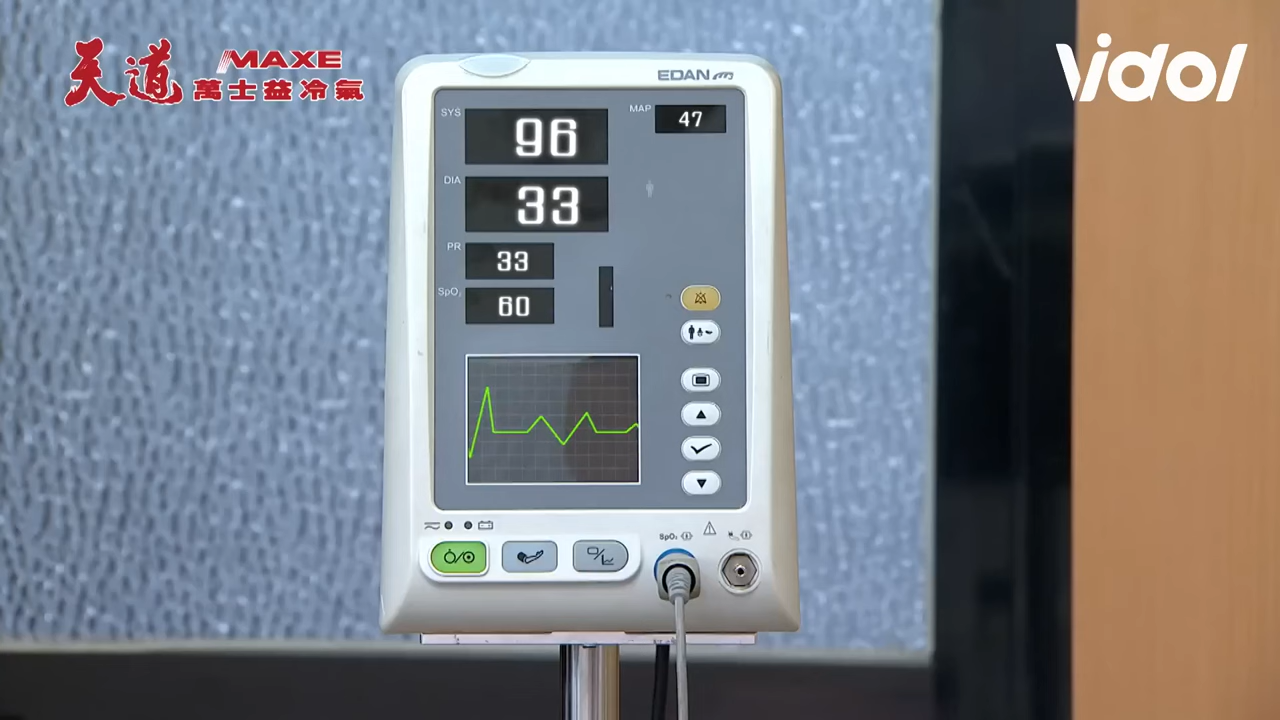 天道
MAXE
萬士益冷氣
vidol
EDAN
SYS
96
MAP
47
DIA
33
PR
33
SpO₂
60
SpO₂